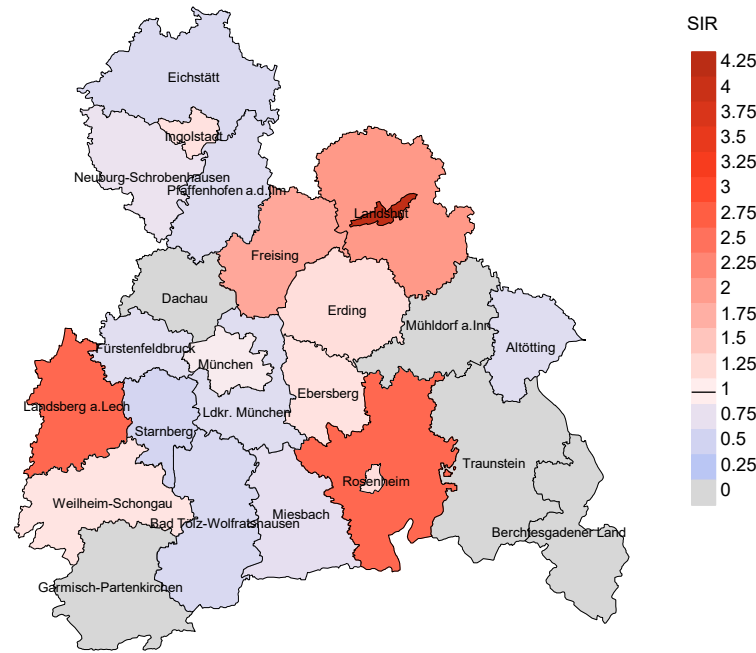 SIR
4.25
4
3.75
3.5
3.25
3
2.75
2.5
2.25
2
1.75
1.5
1.25
1
0.75
0.5
0.25
0
Eichstätt
Ingolstadt
Neuburg-Schrobenhausen
Pfaffenhofen a.d.Ilm
Landshut
Freising
Dachau
Erding
Mühldorf a.Inn
Fürstenfeldbruck
München
Altötting
Ebersberg
Landsberg a.Lech
Ldkr. München
Starnberg
Traunstein
Rosenheim
Weilheim-Schongau
Miesbach
Bad Tölz-Wolfratshausen
Berchtesgadener Land
Garmisch-Partenkirchen